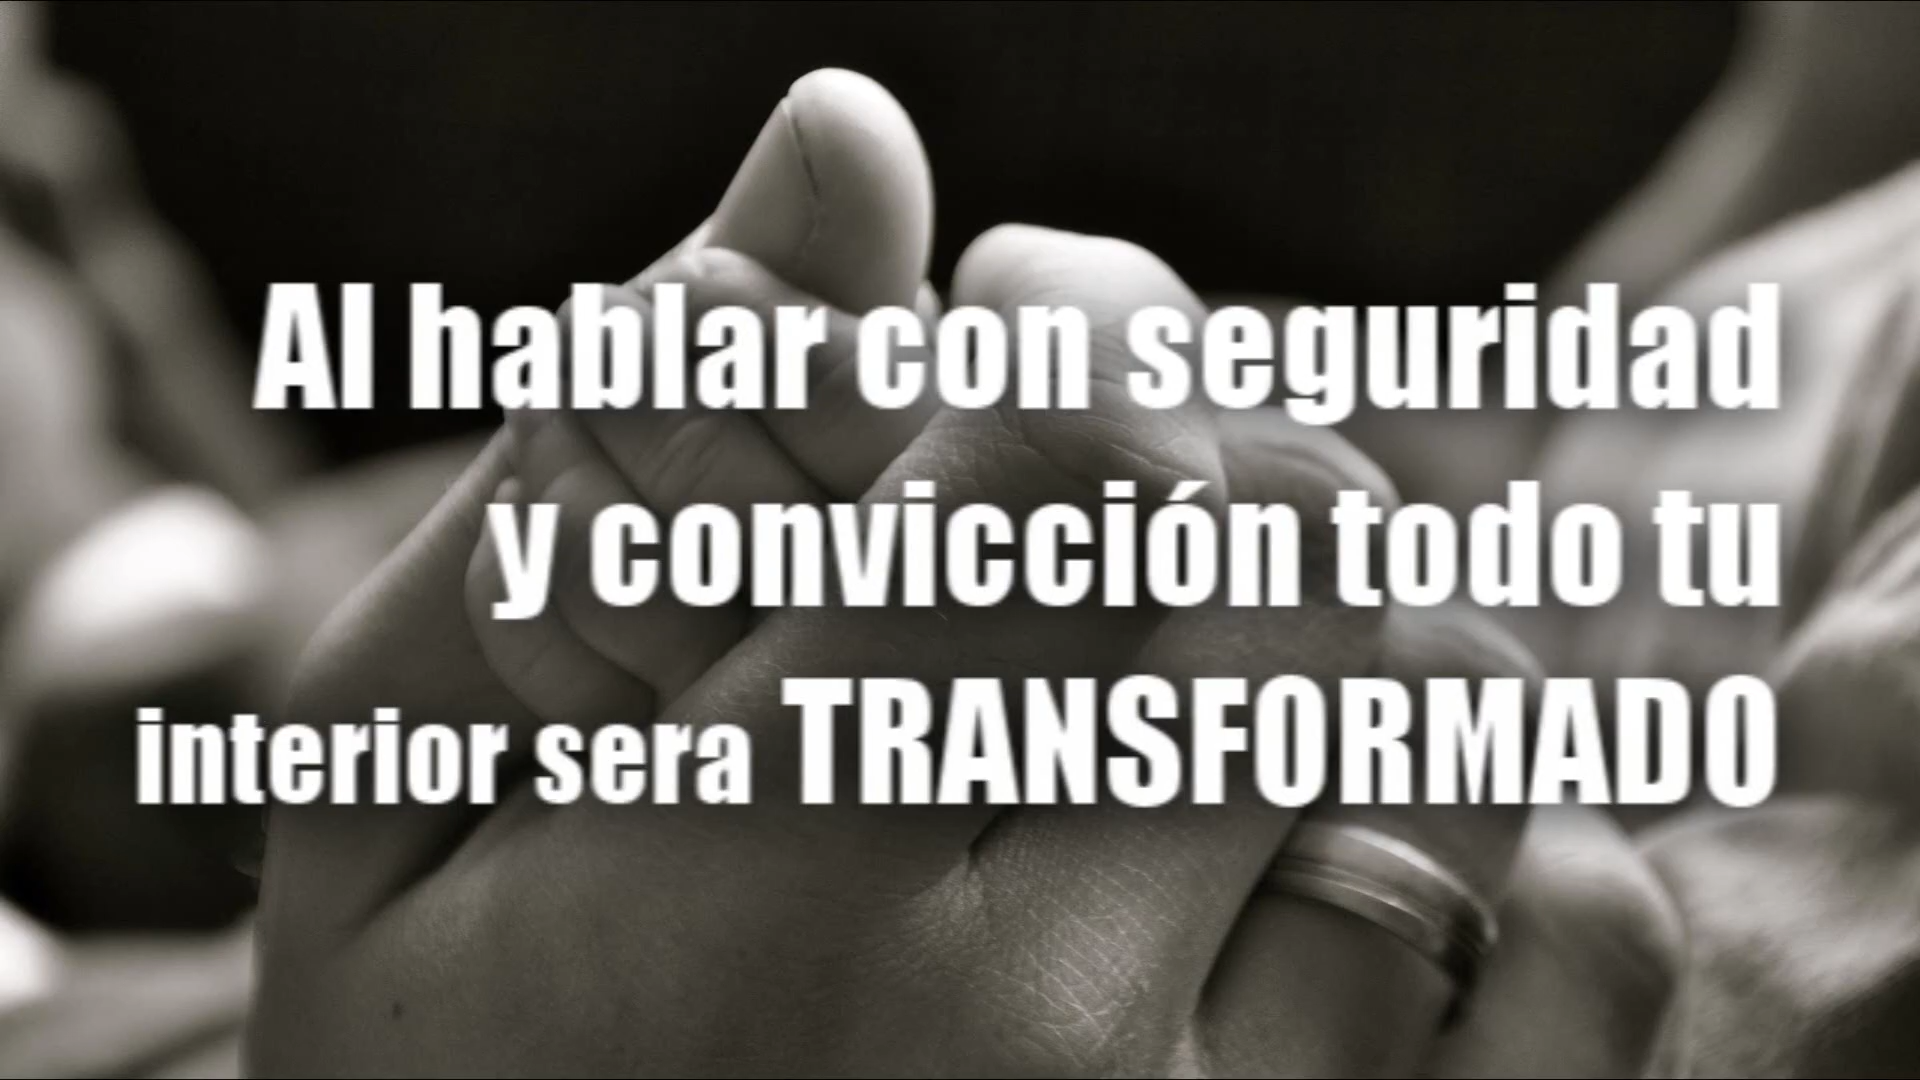 Al hablar con seguridad
y convicción todo tu
interior sera TRANSFORMADO